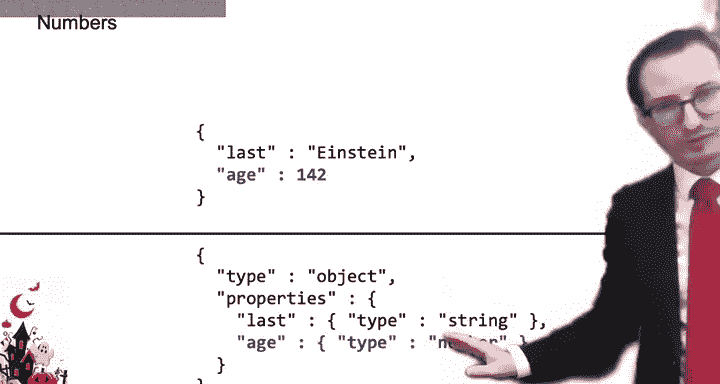 Numbers
{
"last" : "Einstein",
"age" : 142
}
{
"type" : "object",
"properties" : {
"last" : { "type" : "string" },
"age" : { "type" :
}
}